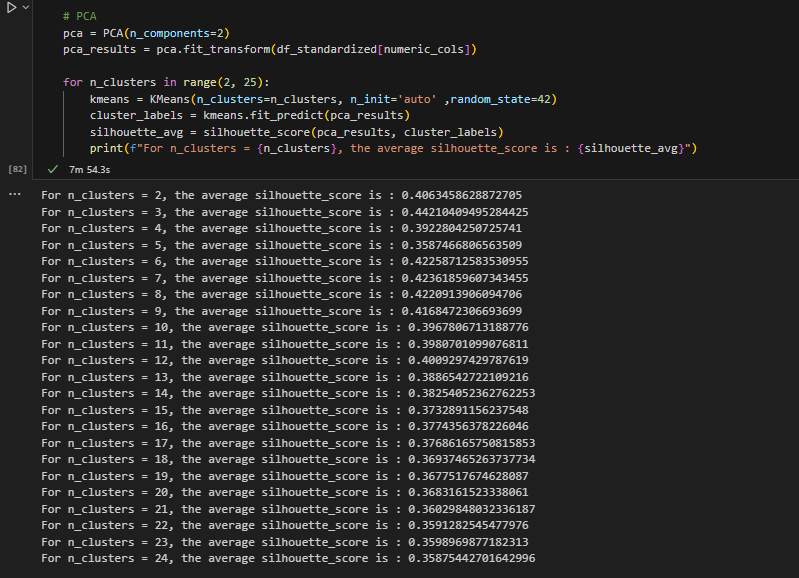 # PCA
pca = PCA(n_components=2)
pca_results = pca.fit_transform(df_standardized[numeric_cols])
for n_clusters in range(2, 25):
kmeans = KMeans(n_clusters=n_clusters, n_init='auto' ,random_state=42)
cluster_labels = kmeans.fit_predict(pca_results)
silhouette_avg = silhouette_score(pca_results, cluster_labels)
print(f"For n_clusters = {n_clusters}, the average silhouette_score is : {silhouette_avg}")
[82] 7m 54.3s
For n_clusters = 2, the average silhouette_score is : 0.4063458628872705
For n_clusters = 3, the average silhouette_score is : 0.44210409495284425
For n_clusters = 4, the average silhouette_score is : 0.3922804250725741
For n_clusters = 5, the average silhouette_score is : 0.3587466806563509
For n_clusters = 6, the average silhouette_score is : 0.42258712583530955
For n_clusters = 7, the average silhouette_score is : 0.42361859607343455
For n_clusters = 8, the average silhouette_score is : 0.4220913906094706
For n_clusters = 9, the average silhouette_score is : 0.4168472306693699
For n_clusters = 10, the average silhouette_score is : 0.3967806713188776
For n_clusters = 11, the average silhouette_score is : 0.3980701099076811
For n_clusters = 12, the average silhouette_score is : 0.4009297429787619
For n_clusters = 13, the average silhouette_score is : 0.3886542722109216
For n_clusters = 14, the average silhouette_score is : 0.38254052362762253
For n_clusters = 15, the average silhouette_score is : 0.3732891156237548
For n_clusters = 16, the average silhouette_score is : 0.3774356378226046
For n_clusters = 17, the average silhouette_score is : 0.37686165750815853
For n_clusters = 18, the average silhouette_score is : 0.36937465263737734
For n_clusters = 19, the average silhouette_score is : 0.3677517674628087
For n_clusters = 20, the average silhouette_score is : 0.3683161523338061
For n_clusters = 21, the average silhouette_score is : 0.36029848032336187
For n_clusters = 22, the average silhouette_score is : 0.3591282545477976
For n_clusters = 23, the average silhouette_score is : 0.3598969877182313
For n_clusters = 24, the average silhouette_score is : 0.35875442701642996